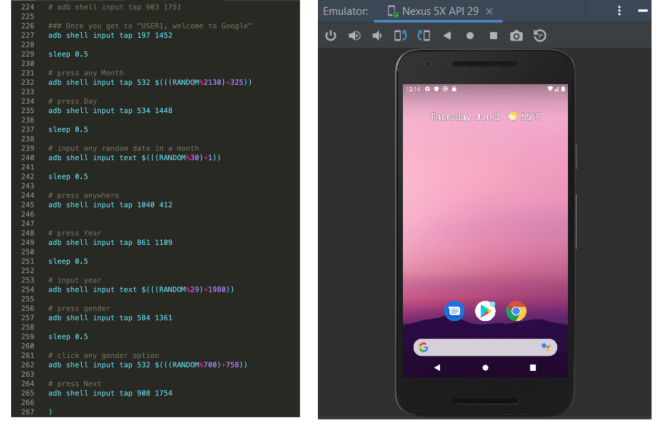 224 # adb shell input tap 903 1751
225
226 ### Once you get to "USER1, welcome to Google"
227 adb shell input tap 197 1452
228
229 sleep 0.5
230
231 # press any Month
232 adb shell input tap 532 $(((RANDOM%2130)+325))
233
234 # press Day
235 adb shell input tap 534 1448
236
237 sleep 0.5
238
239 # input any random date in a month
240 adb shell input text $(((RANDOM%30)+1))
241
242 sleep 0.5
243
244 # press anywhere
245 adb shell input tap 1040 412
246
247
248 # press Year
249 adb shell input tap 861 1109
250
251 sleep 0.5
252
253 # input year
254 adb shell input text $(((RANDOM%29)+1980))
255
256 # press gender
257 adb shell input tap 584 1361
258
259 sleep 0.5
260
261 # click any gender option
262 adb shell input tap 532 $(((RANDOM%700)+758))
263
264 # press Next
265 adb shell input tap 908 1754
266
267 )
Emulator: Nexus 5X API 29 ×
12:14
Thursday, Jun 3 65°F
G